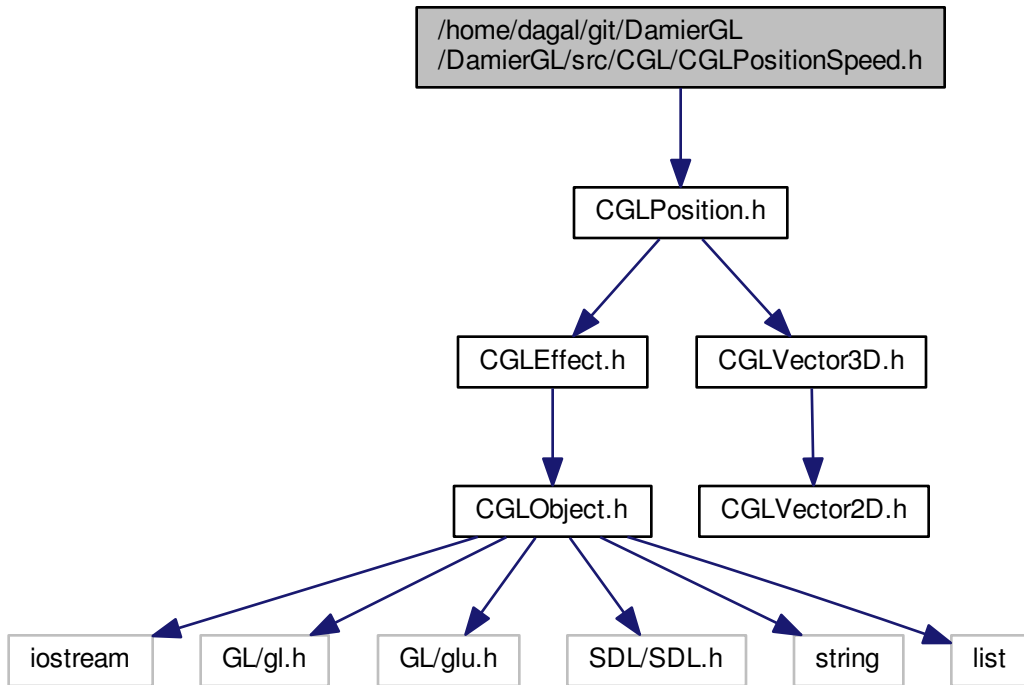 /home/dagal/git/DamierGL
/DamierGL/src/CGL/CGLPositionSpeed.h
CGLPosition.h
CGLEffect.h
CGLVector3D.h
CGLObject.h
CGLVector2D.h
iostream
GL/gl.h
GL/glu.h
SDL/SDL.h
string
list